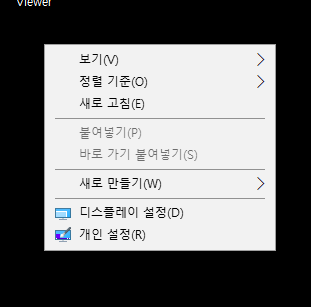 Viewer
보기(V)
정렬 기준(O)
새로 고침(E)
붙여넣기(P)
바로 가기 붙여넣기(S)
새로 만들기(W)
디스플레이 설정(D)
개인 설정(R)